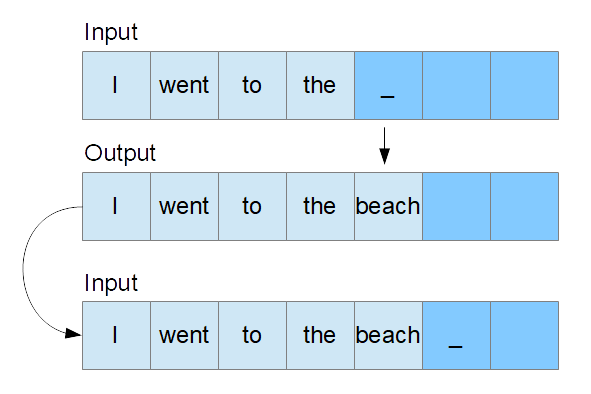 Input
I went to the _
Output
I went to the beach
Input
I went to the beach _